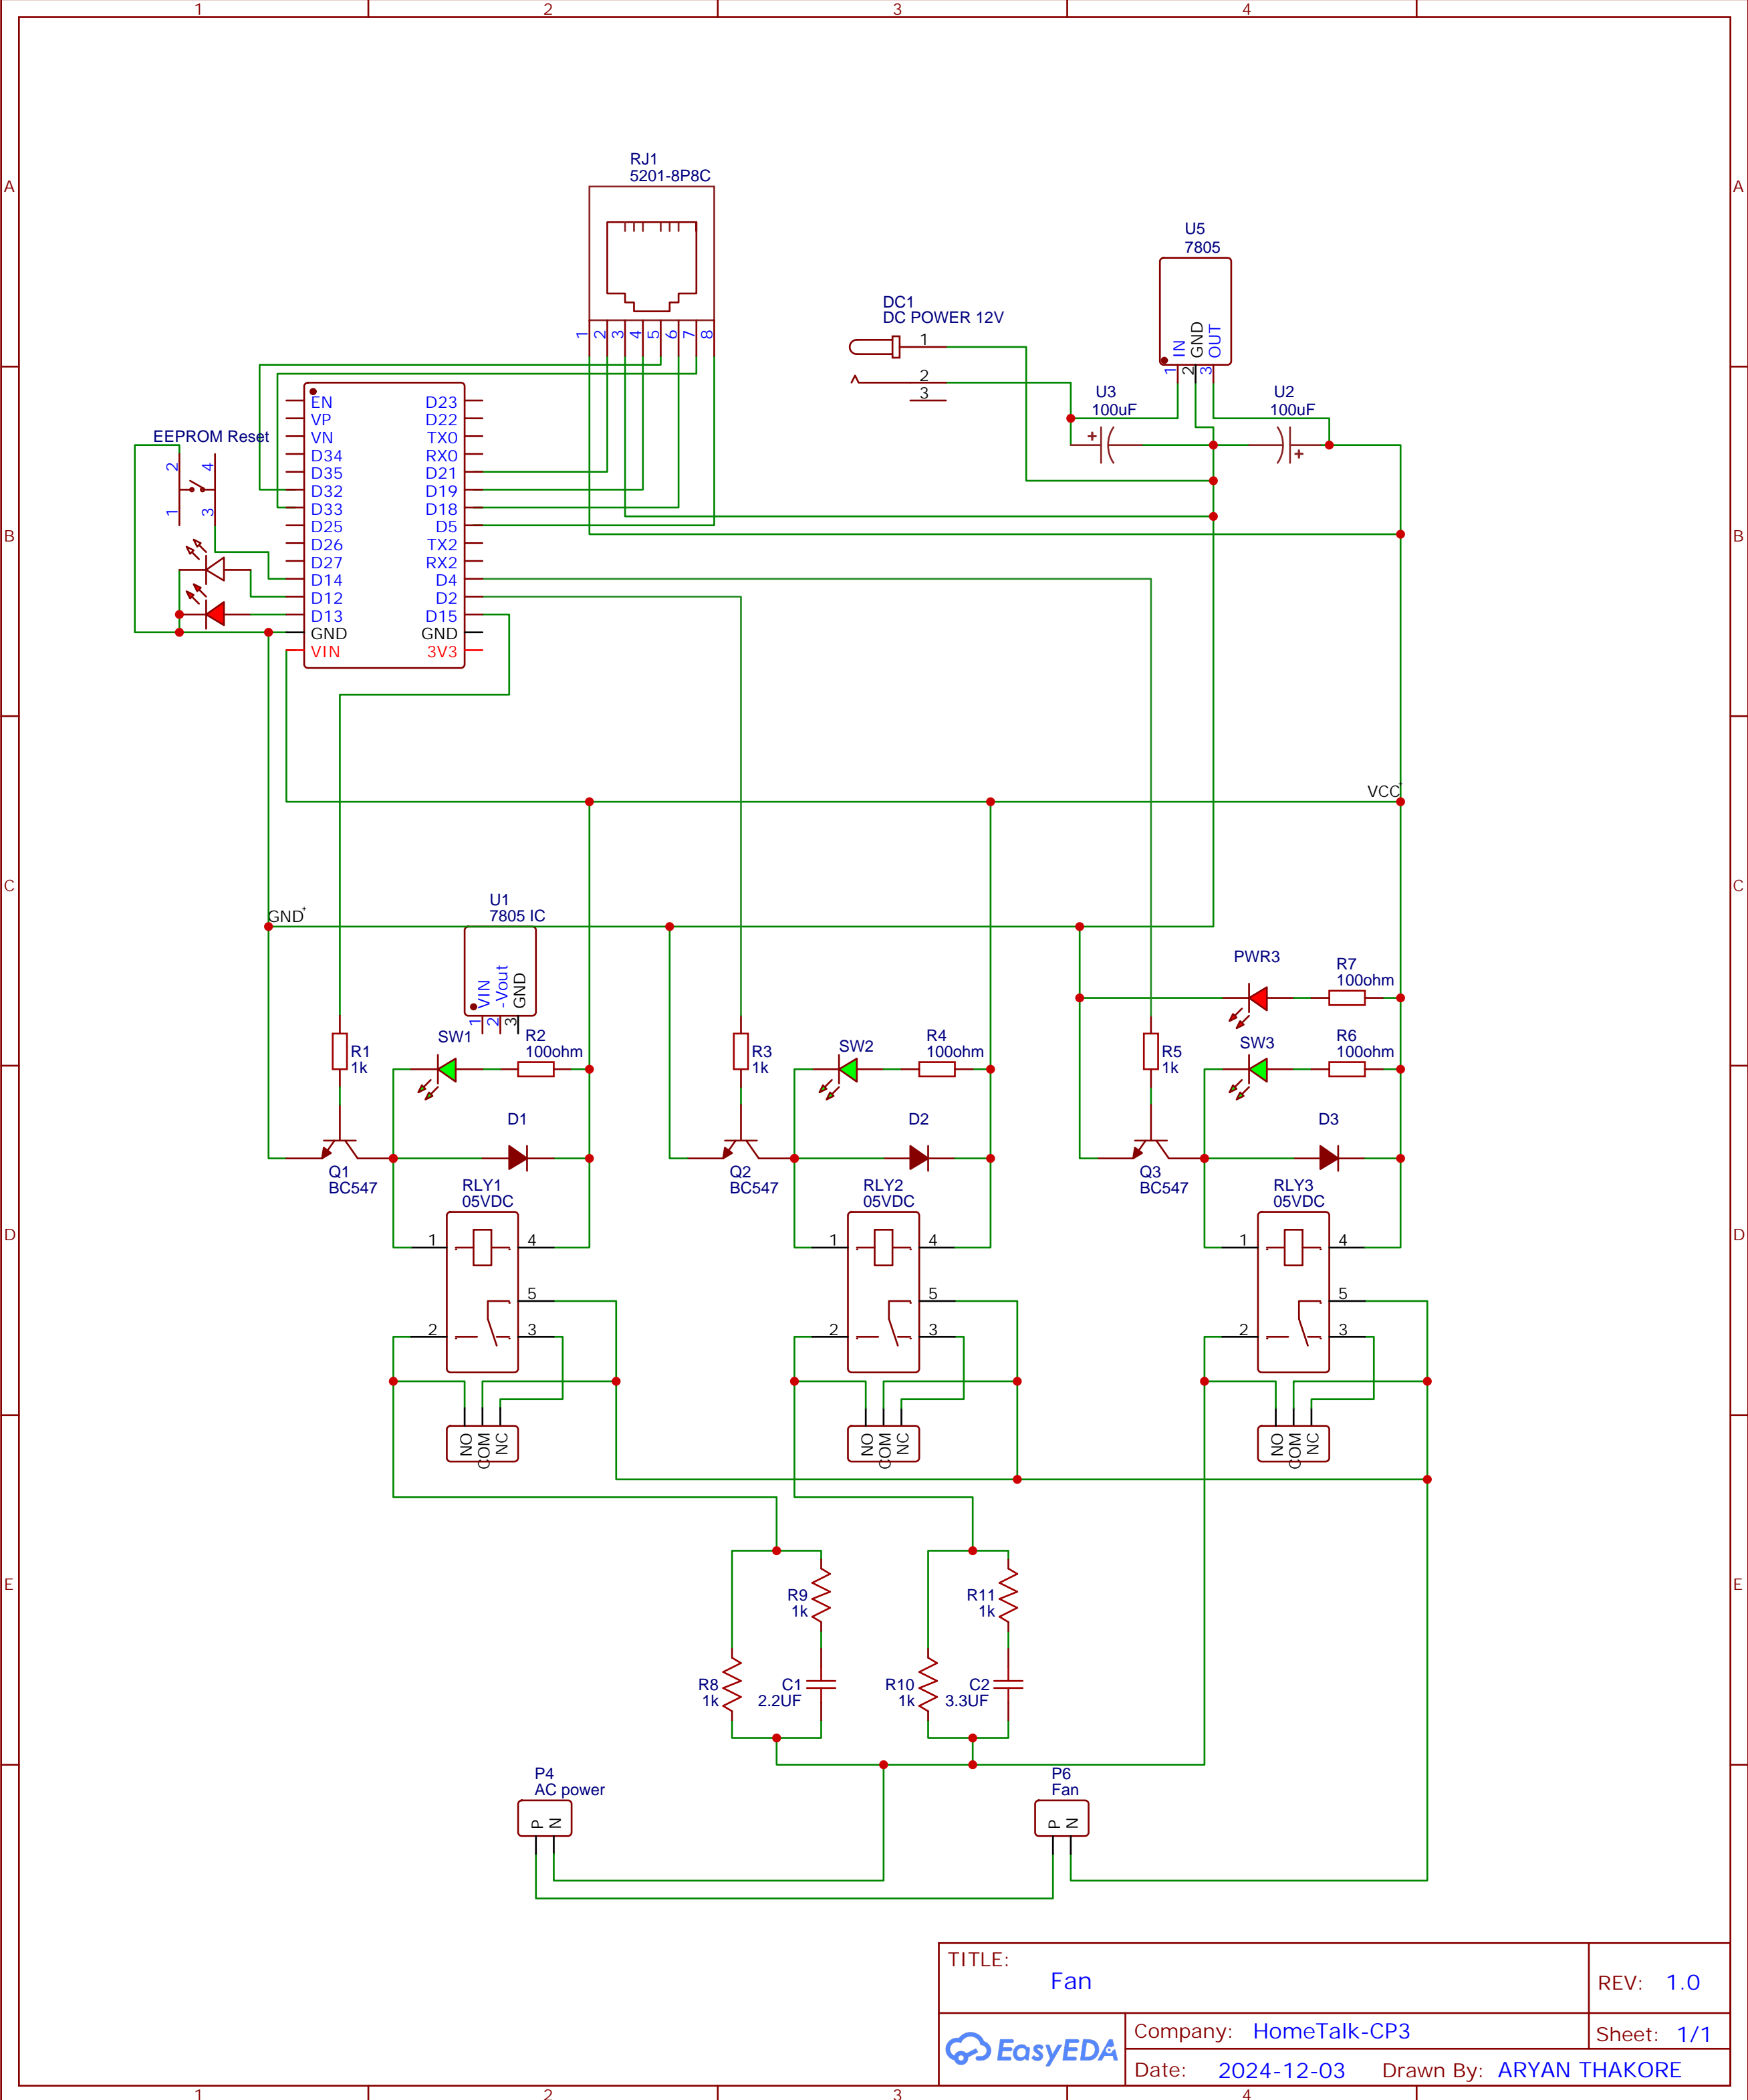 1 2 3 4
A A
RJ1
5201-8P8C
1 2 3 4 5 6 7 8
U5
7805
IN GND OUT
1 2 3
DC1
DC POWER 12V
1
2
3
U3
100uF
+
U2
100uF
+
EEPROM Reset
2 4
1 3
EN D23
VP D22
VN TX0
D34 RX0
D35 D21
D32 D19
D33 D18
D25 D5
D26 TX2
D27 RX2
D14 D4
D12 D2
D13 D15
GND GND
VIN 3V3
B B
VCC
C C
GND
U1
7805 IC
VIN -Vout GND
1 2 3
PWR3
R7
100ohm
R1
1k
SW1
R2
100ohm
R3
1k
SW2
R4
100ohm
R5
1k
SW3
R6
100ohm
D1
D2
D3
Q1
BC547
Q2
BC547
Q3
BC547
RLY1
05VDC
RLY2
05VDC
RLY3
05VDC
D D
1 4
5
2 3
1 4
5
2 3
1 4
5
2 3
NO COM NC
NO COM NC
NO COM NC
E E
R9
1k
R11
1k
R8
1k
C1
2.2UF
R10
1k
C2
3.3UF
P4
AC power
P N
P6
Fan
P N
TITLE:
Fan
REV: 1.0
EasyEDA
Company: HomeTalk-CP3
Sheet: 1/1
Date: 2024-12-03 Drawn By: ARYAN THAKORE
1 2 3 4